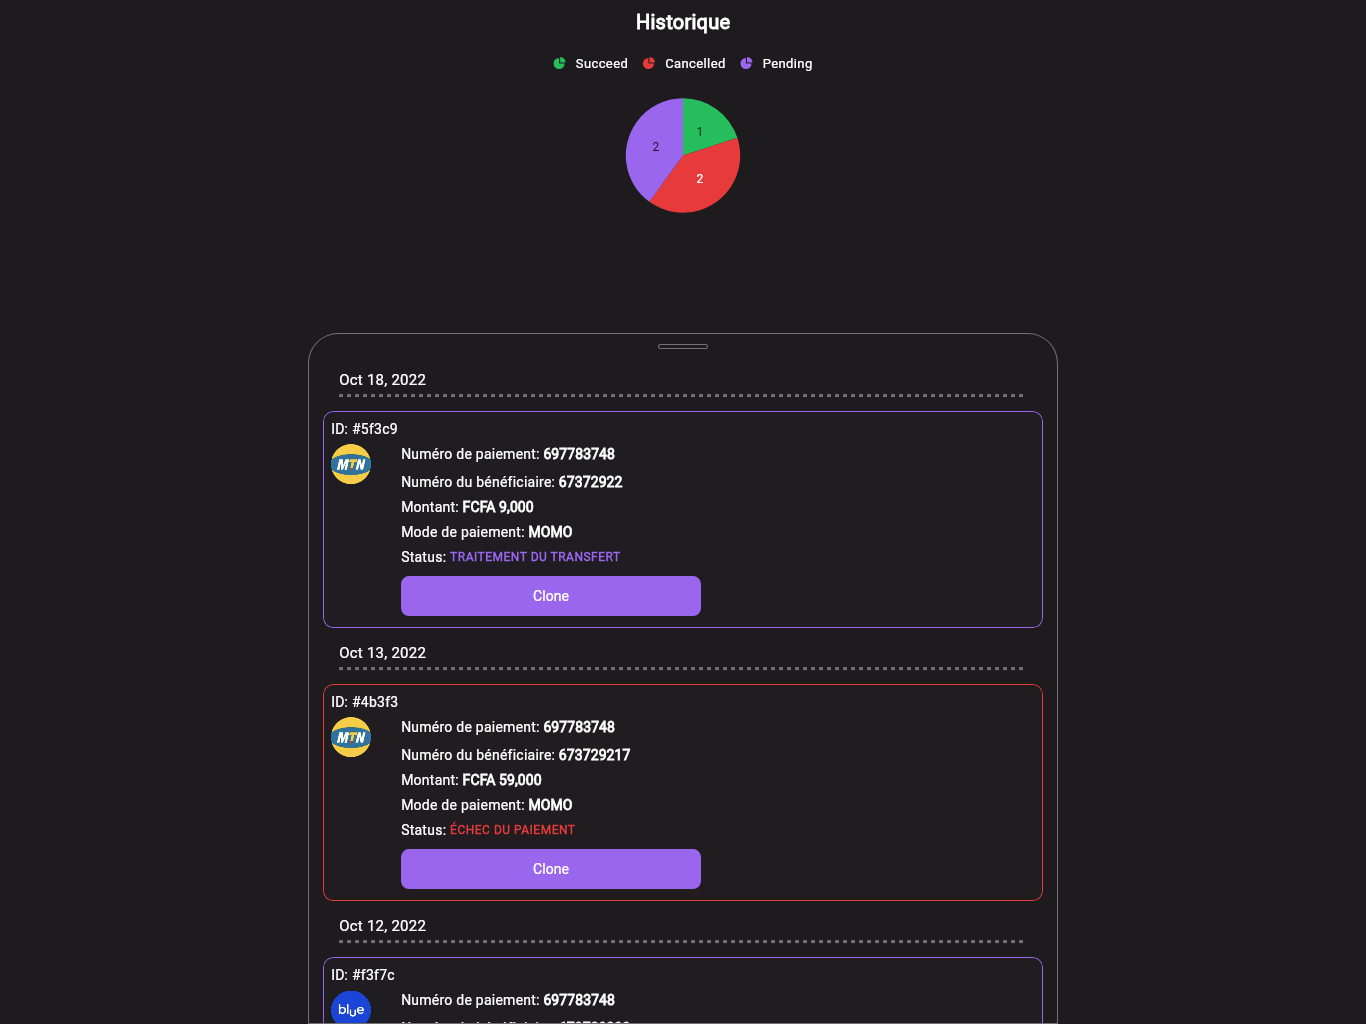 Historique
Succeed Cancelled Pending
1
2
2
Oct 18, 2022
ID: #5f3c9
MTN
Numéro de paiement: 697783748
Numéro du bénéficiaire: 67372922
Montant: FCFA 9,000
Mode de paiement: MOMO
Status: TRAITEMENT DU TRANSFERT
Clone
Oct 13, 2022
ID: #4b3f3
MTN
Numéro de paiement: 697783748
Numéro du bénéficiaire: 673729217
Montant: FCFA 59,000
Mode de paiement: MOMO
Status: ÉCHEC DU PAIEMENT
Clone
Oct 12, 2022
ID: #f3f7c
blue
Numéro de paiement: 697783748